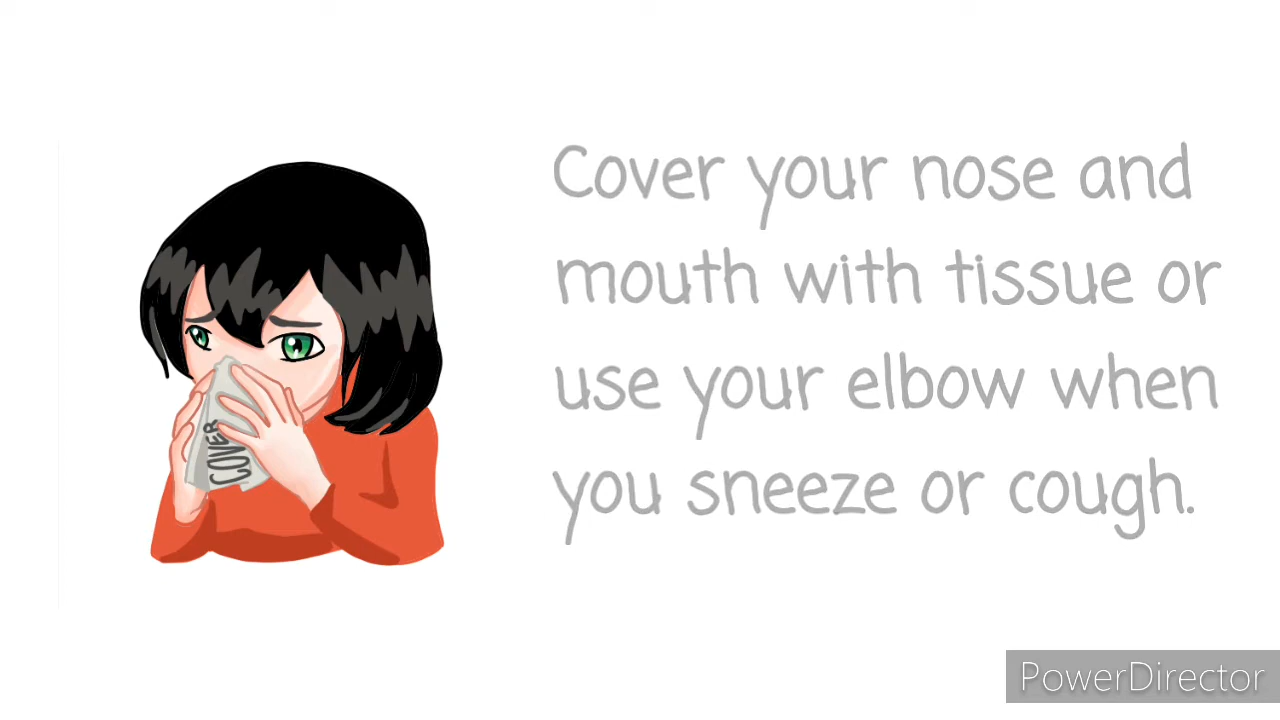 Cover your nose and
mouth with tissue or
use your elbow when
you sneeze or cough.
COVER
PowerDirector